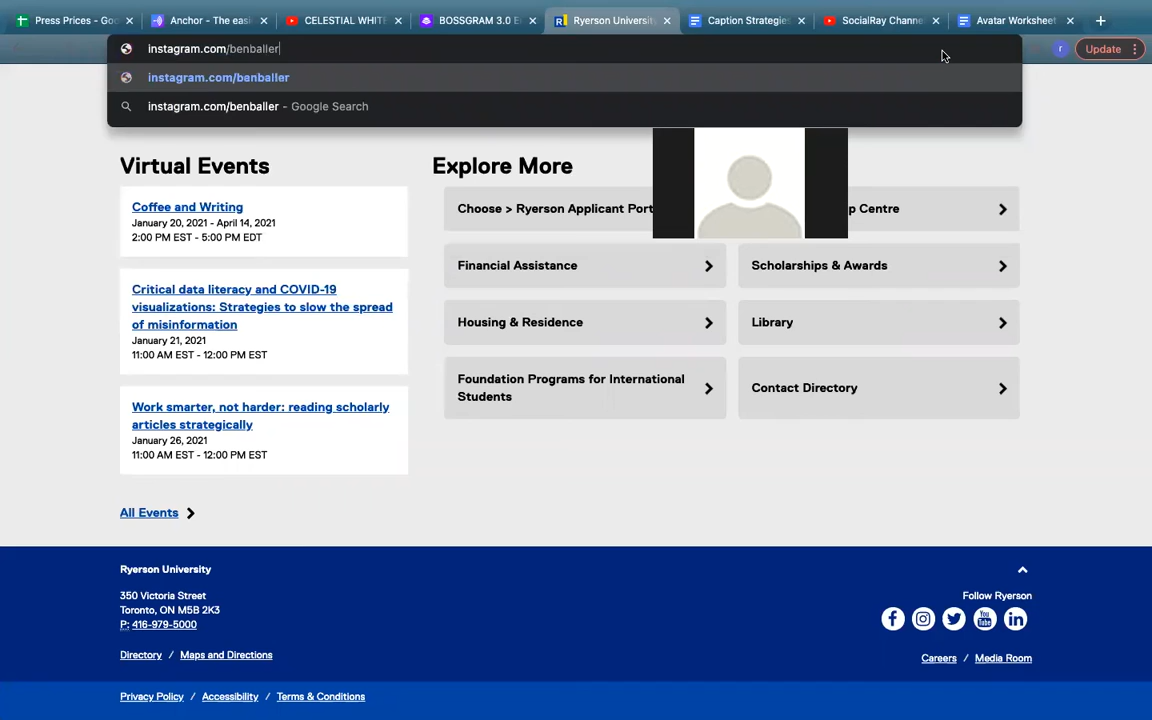 Press Prices - Goo
Anchor - The easi
CELESTIAL WHIT
BOSSGRAM 3.0 E
Ryerson University
Caption Strategies
SocialRay Channel
Avatar Worksheet
instagram.com/benballer
Update
instagram.com/benballer
instagram.com/benballer - Google Search
Virtual Events
Explore More
Coffee and Writing
January 20, 2021 - April 14, 2021
2:00 PM EST - 5:00 PM EDT
Choose > Ryerson Applicant Port
p Centre
Financial Assistance
Scholarships & Awards
Critical data literacy and COVID-19
visualizations: Strategies to slow the spread
of misinformation
January 21, 2021
11:00 AM EST - 12:00 PM EST
Housing & Residence
Library
Foundation Programs for International
Students
Contact Directory
Work smarter, not harder: reading scholarly
articles strategically
January 26, 2021
11:00 AM EST - 12:00 PM EST
All Events
Ryerson University
350 Victoria Street
Toronto, ON M5B 2K3
P: 416-979-5000
Follow Ryerson
Directory / Maps and Directions
Careers / Media Room
Privacy Policy / Accessibility / Terms & Conditions